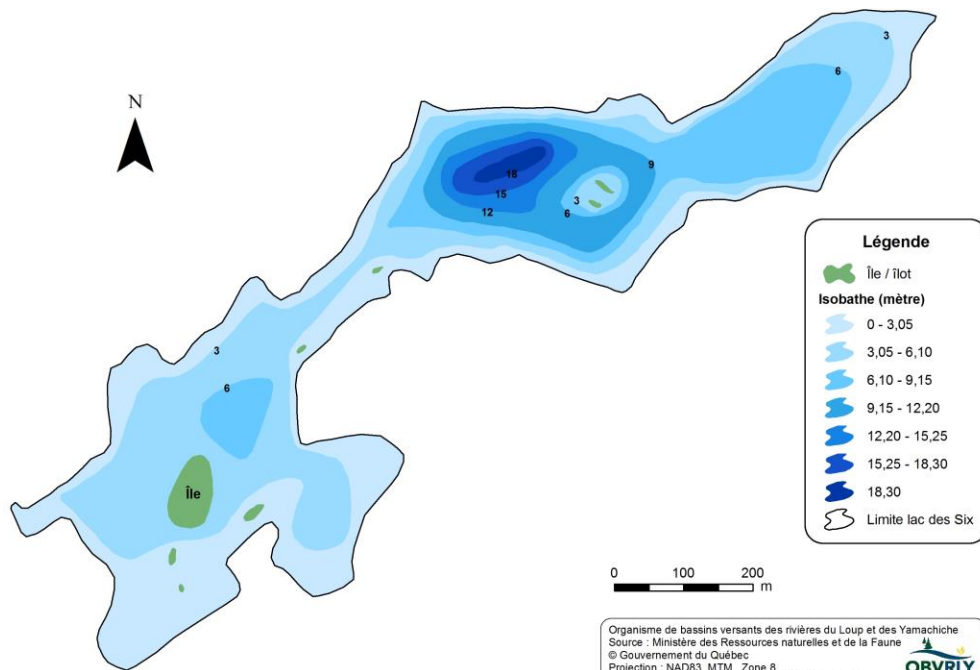 N
3
6
9
18
15
12
3
6
3
6
Île
Légende
Île / îlot
Isobathe (mètre)
0 - 3,05
3,05 - 6,10
6,10 - 9,15
9,15 - 12,20
12,20 - 15,25
15,25 - 18,30
18,30
Limite lac des Six
0 100 200
m
Organisme de bassins versants des rivières du Loup et des Yamachiche
Source : Ministère des Ressources naturelles et de la Faune
© Gouvernement du Québec
Projection : NAD83, MTM, Zone 8
OBVRLY